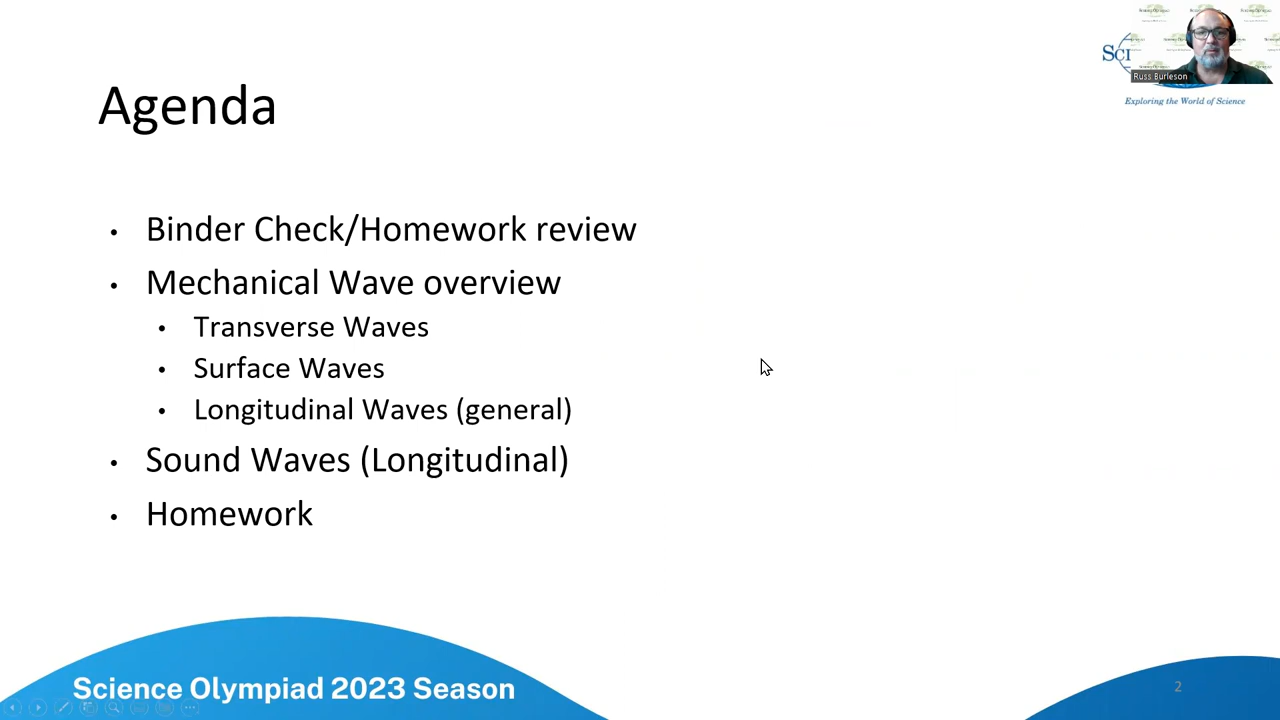 Agenda
Sci
Russ Burleson
Exploring the World of Science
• Binder Check/Homework review
• Mechanical Wave overview
• Transverse Waves
• Surface Waves
• Longitudinal Waves (general)
• Sound Waves (Longitudinal)
• Homework
Science Olympiad 2023 Season
2